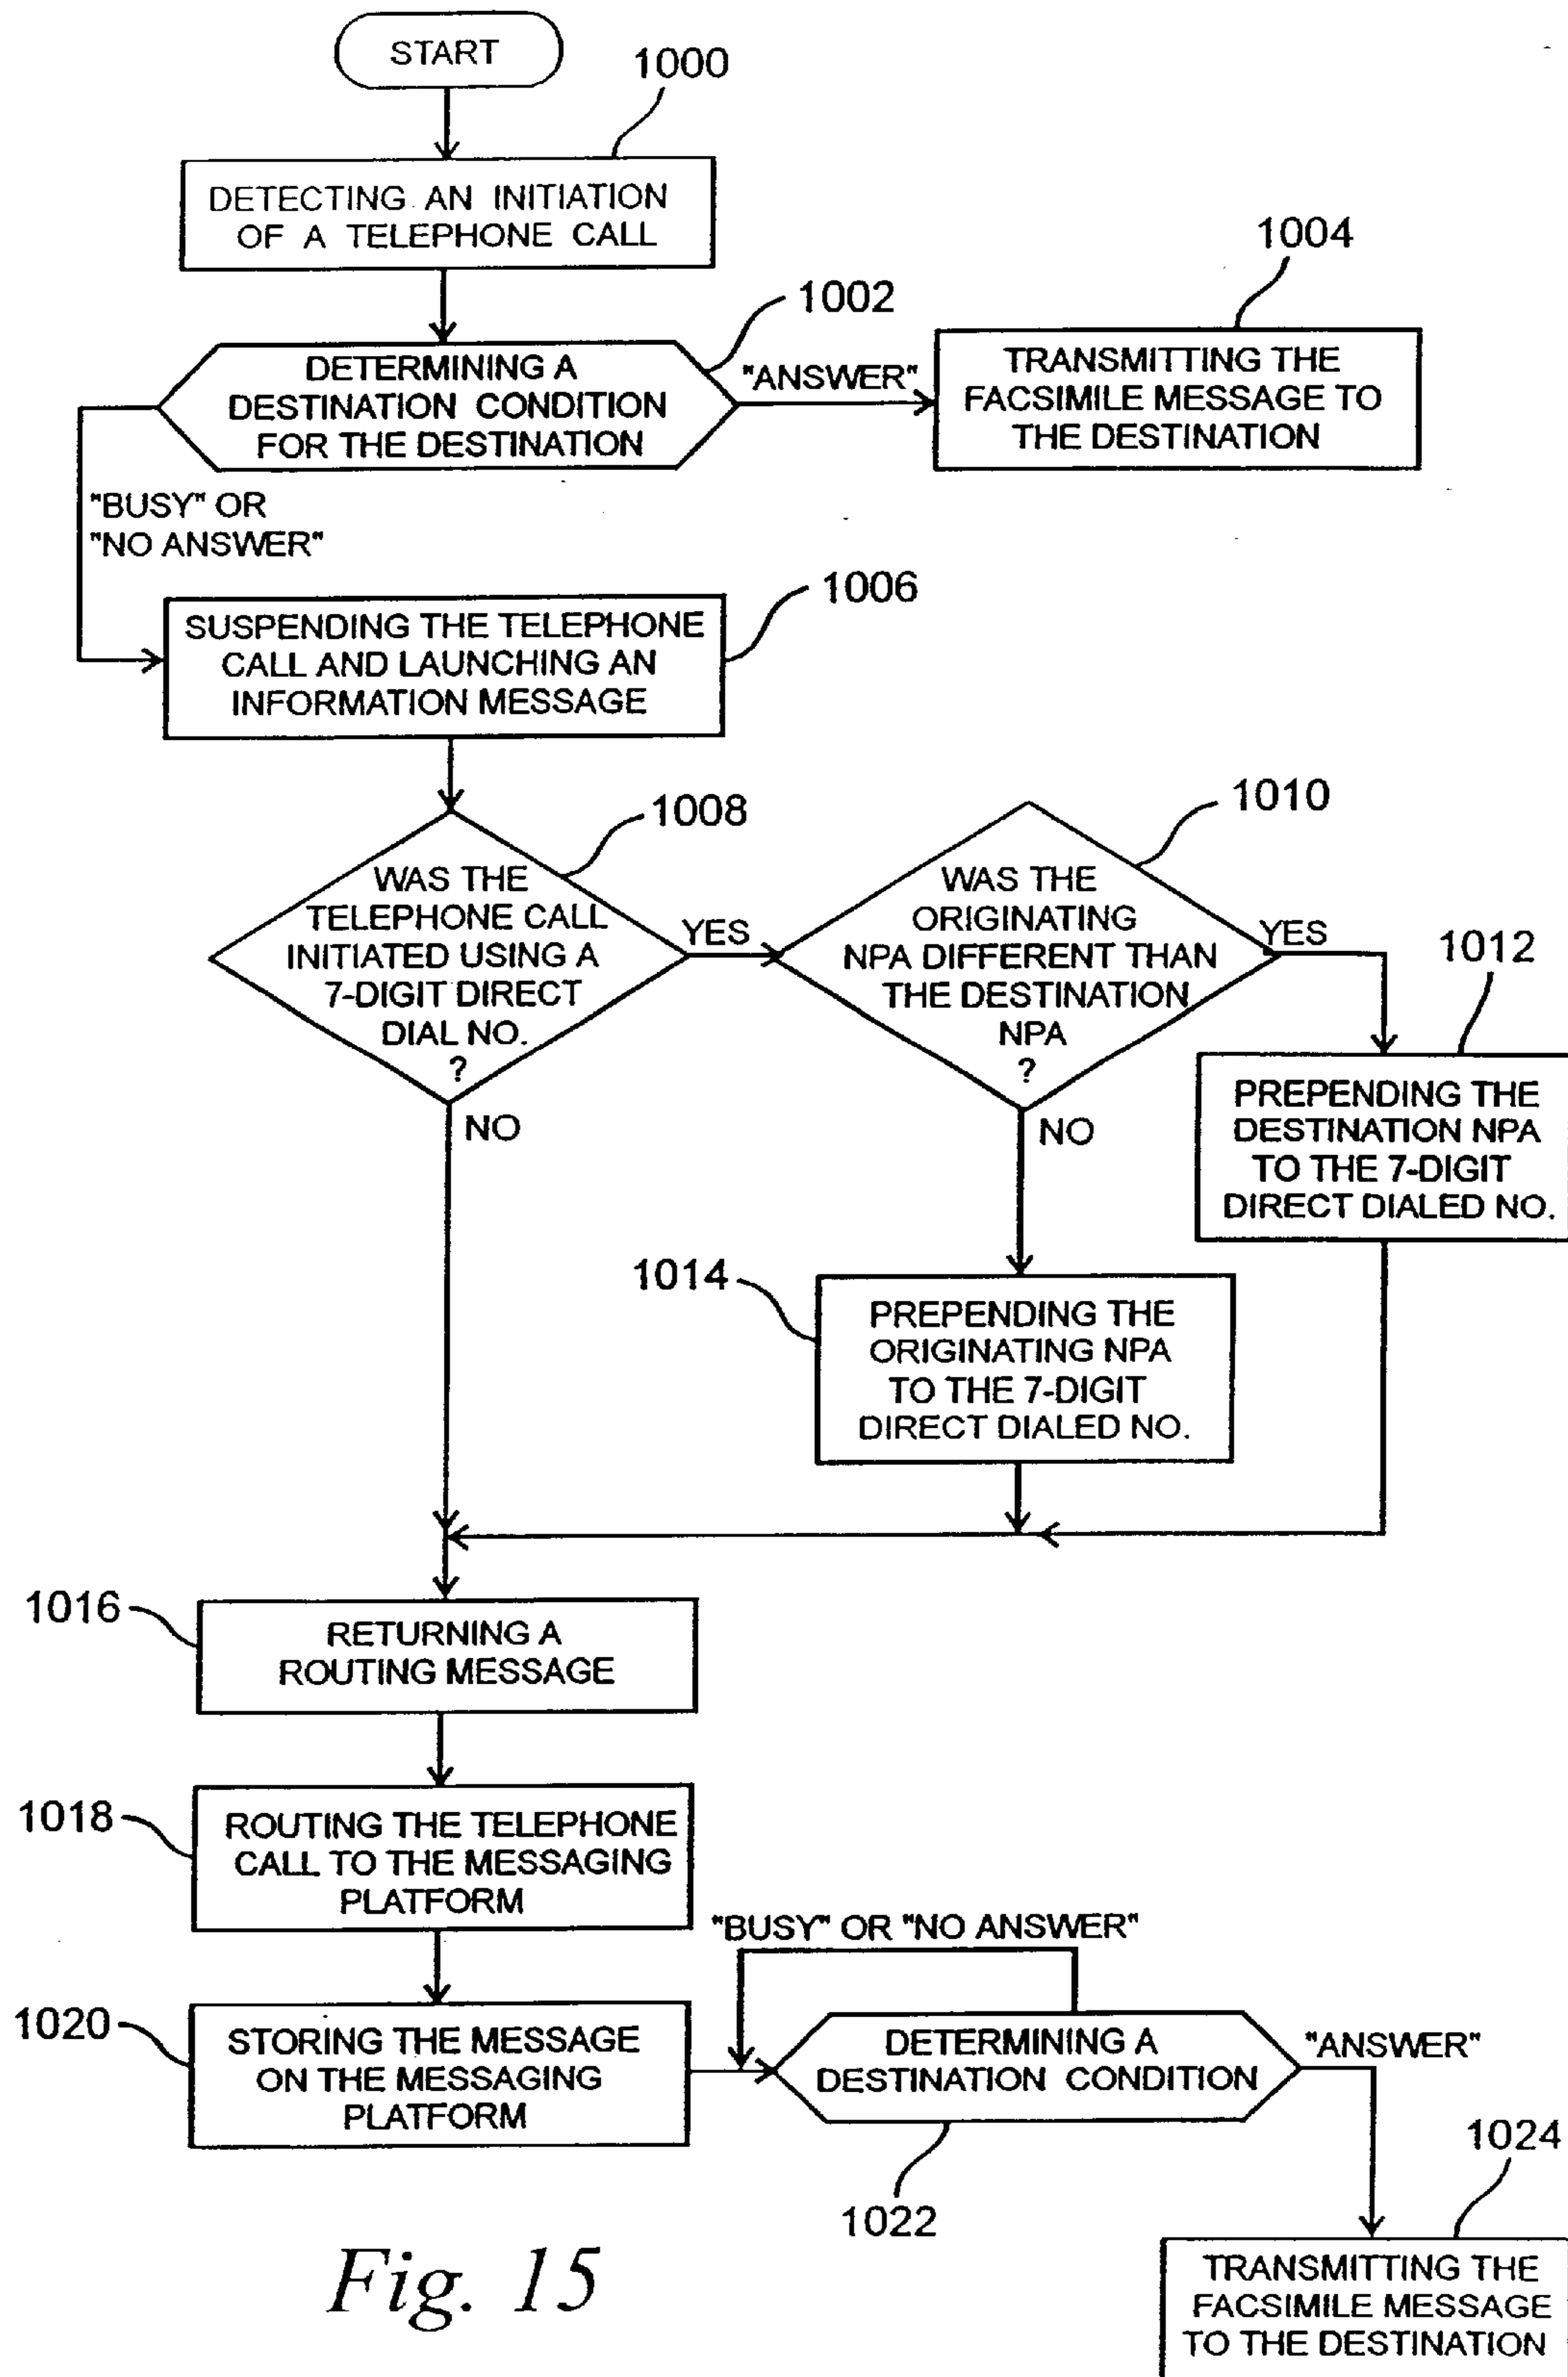 START
1000
DETECTING AN INITIATION
OF A TELEPHONE CALL
1002
DETERMINING A
DESTINATION CONDITION
FOR THE DESTINATION
"ANSWER"
1004
TRANSMITTING THE
FACSIMILE MESSAGE TO
THE DESTINATION
"BUSY" OR
"NO ANSWER"
1006
SUSPENDING THE TELEPHONE
CALL AND LAUNCHING AN
INFORMATION MESSAGE
1008
WAS THE
TELEPHONE CALL
INITIATED USING A
7-DIGIT DIRECT
DIAL NO.
?
YES
NO
1010
WAS THE
ORIGINATING
NPA DIFFERENT THAN
THE DESTINATION
NPA
?
YES
NO
1012
PREPENDING THE
DESTINATION NPA
TO THE 7-DIGIT
DIRECT DIALED NO.
1014
PREPENDING THE
ORIGINATING NPA
TO THE 7-DIGIT
DIRECT DIALED NO.
1016
RETURNING A
ROUTING MESSAGE
1018
ROUTING THE TELEPHONE
CALL TO THE MESSAGING
PLATFORM
1020
STORING THE MESSAGE
ON THE MESSAGING
PLATFORM
"BUSY" OR "NO ANSWER"
DETERMINING A
DESTINATION CONDITION
1022
"ANSWER"
1024
TRANSMITTING THE
FACSIMILE MESSAGE
TO THE DESTINATION
Fig. 15